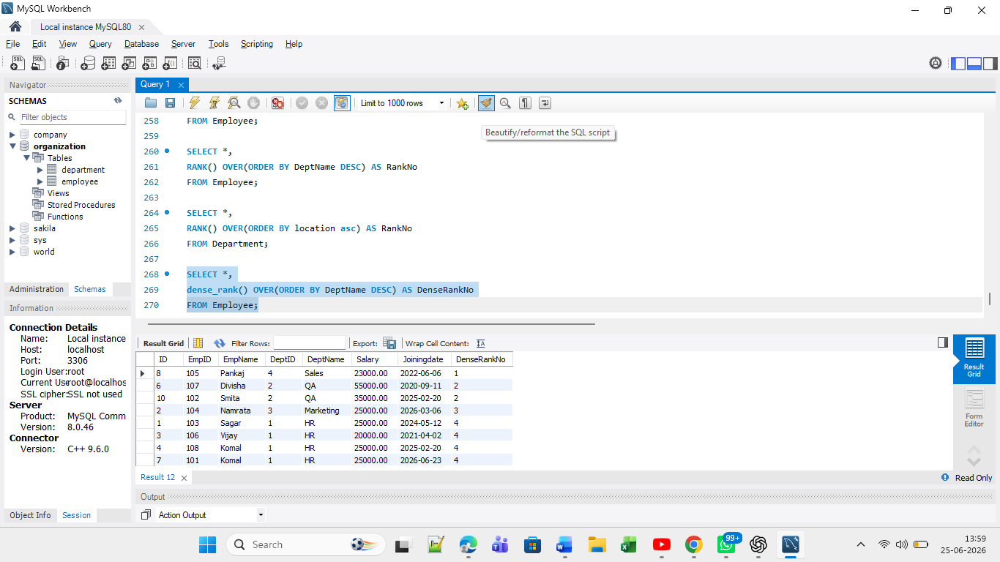 MySQL Workbench
Local instance MySQL80
File Edit View Query Database Server Tools Scripting Help
Navigator
SCHEMAS
Filter objects
company
organization
Tables
department
employee
Views
Stored Procedures
Functions
sakila
sys
world
Administration Schemas
Information
Connection Details
Name: Local instance
Host: localhost
Port: 3306
Login User: root
Current Use root@localhos
SSL cipher: SSL not used
Server
Product: MySQL Comm
Version: 8.0.46
Connector
Version: C++ 9.6.0
Object Info Session
Query 1
Limit to 1000 rows
Beautify/reformat the SQL script
258 FROM Employee;
259
260 SELECT *,
261 RANK() OVER(ORDER BY DeptName DESC) AS RankNo
262 FROM Employee;
263
264 SELECT *,
265 RANK() OVER(ORDER BY location asc) AS RankNo
266 FROM Department;
267
268 SELECT *,
269 dense_rank() OVER(ORDER BY DeptName DESC) AS DenseRankNo
270 FROM Employee;
Result Grid Filter Rows: Export: Wrap Cell Content:
ID EmpID EmpName DeptID DeptName Salary Joiningdate DenseRankNo
8 105 Pankaj 4 Sales 23000.00 2022-06-06 1
6 107 Divisha 2 QA 55000.00 2020-09-11 2
10 102 Smita 2 QA 35000.00 2025-02-20 2
2 104 Namrata 3 Marketing 25000.00 2026-03-06 3
1 103 Sagar 1 HR 25000.00 2024-05-12 4
3 106 Vijay 1 HR 20000.00 2021-04-02 4
4 108 Komal 1 HR 25000.00 2025-02-20 4
7 101 Komal 1 HR 25000.00 2026-06-23 4
Result Grid
Form Editor
Result 12
Read Only
Output
Action Output
Search
99+
13:59
25-06-2026